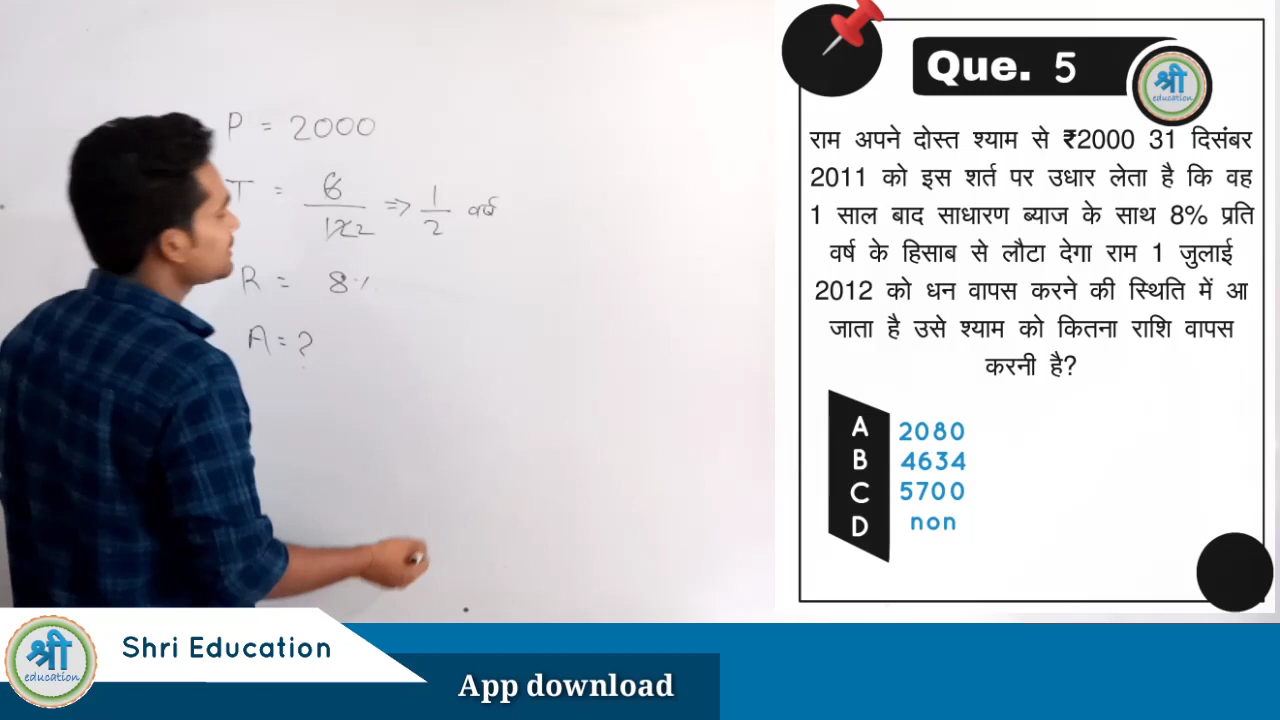 P = 2000
T = 6/12 => 1/2 वर्ष
R = 8%
A = ?
Que. 5
श्री
education
राम अपने दोस्त श्याम से ₹2000 31 दिसंबर
2011 को इस शर्त पर उधार लेता है कि वह
1 साल बाद साधारण ब्याज के साथ 8% प्रति
वर्ष के हिसाब से लौटा देगा राम 1 जुलाई
2012 को धन वापस करने की स्थिति में आ
जाता है उसे श्याम को कितना राशि वापस
करनी है?
A 2080
B 4634
C 5700
D non
श्री
education
Shri Education
App download